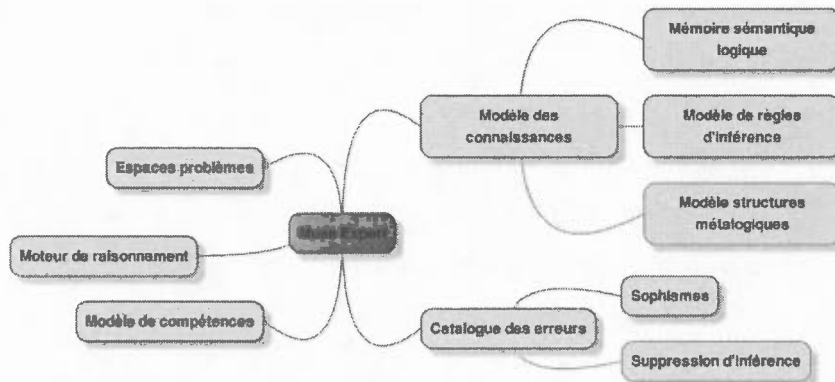 Mémoire sémantique
logique
Modèle des
connaissances
Modèle de règles
d'inférence
Espaces problèmes
Modèle structures
métalogiques
Expert
Moteur de raisonnement
Sophismes
Modèle de compétences
Catalogue des erreurs
Suppression d'inférence